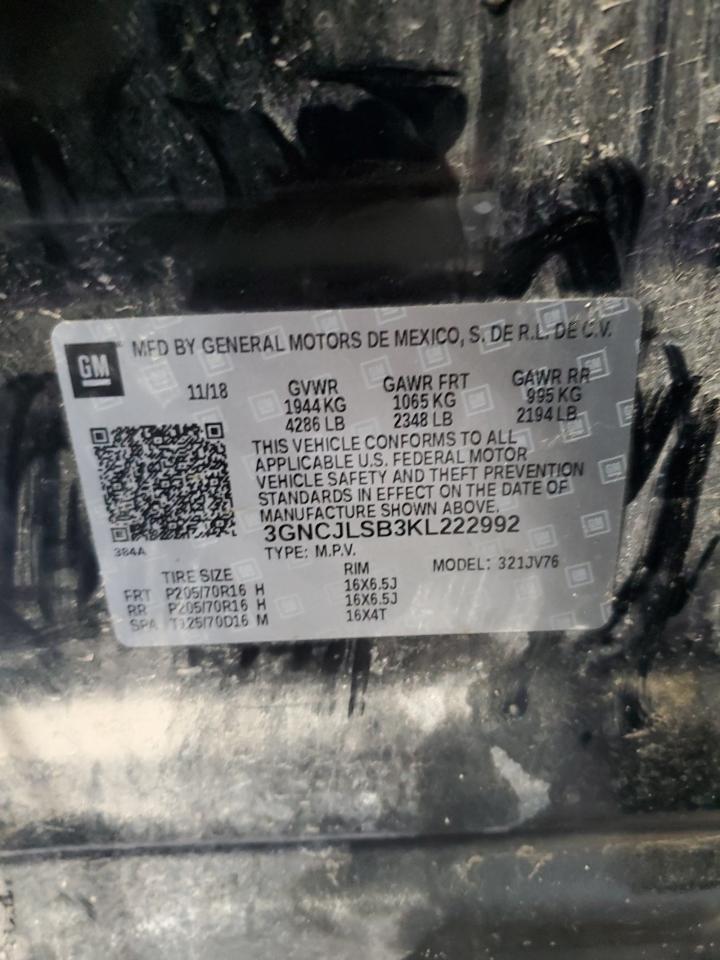 GM
MFD BY GENERAL MOTORS DE MEXICO, S. DE R.L. DE C.V.
11/18 GVWR GAWR FRT GAWR RR
1944 KG 1065 KG 995 KG
4286 LB 2348 LB 2194 LB
THIS VEHICLE CONFORMS TO ALL
APPLICABLE U.S. FEDERAL MOTOR
VEHICLE SAFETY AND THEFT PREVENTION
STANDARDS IN EFFECT ON THE DATE OF
MANUFACTURE SHOWN ABOVE.
3GNCJLSB3KL222992
384A
TYPE: M.P.V. MODEL: 321JV76
TIRE SIZE RIM
FRT P205/70R16 H 16X6.5J
RR P205/70R16 H 16X6.5J
SPA T125/70D16 M 16X4T